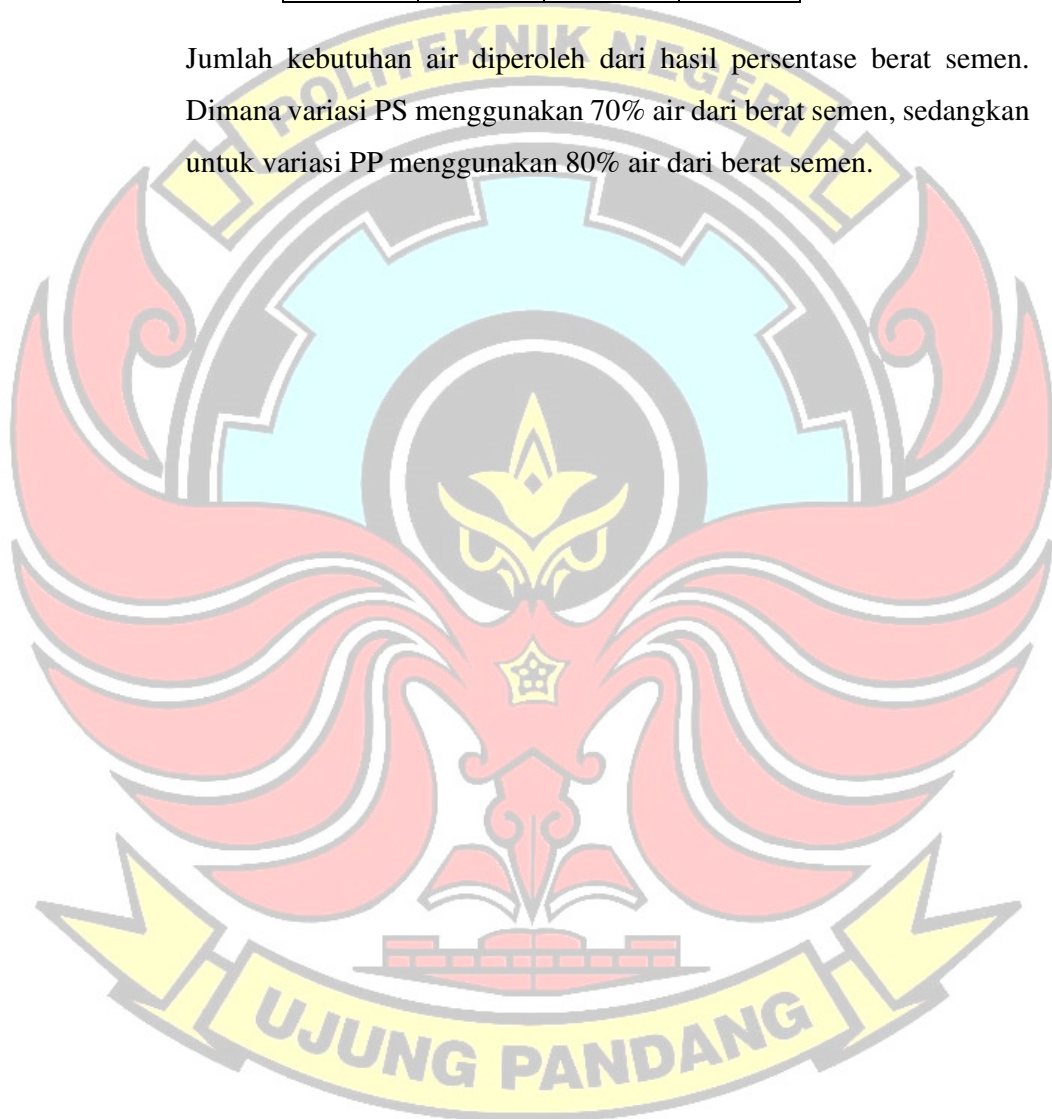 Jumlah kebutuhan air diperoleh dari hasil persentase berat semen.
Dimana variasi PS menggunakan 70% air dari berat semen, sedangkan
untuk variasi PP menggunakan 80% air dari berat semen.
POLITEKNIK NEGERI
UJUNG PANDANG